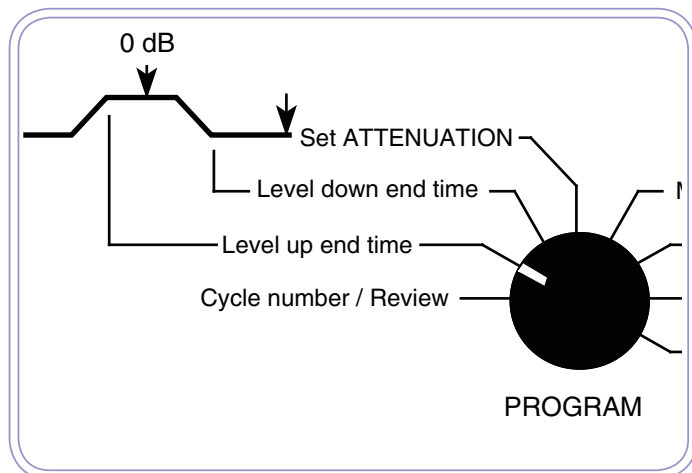 0 dB
Set ATTENUATION
Level down end time
Level up end time
Cycle number / Review
PROGRAM